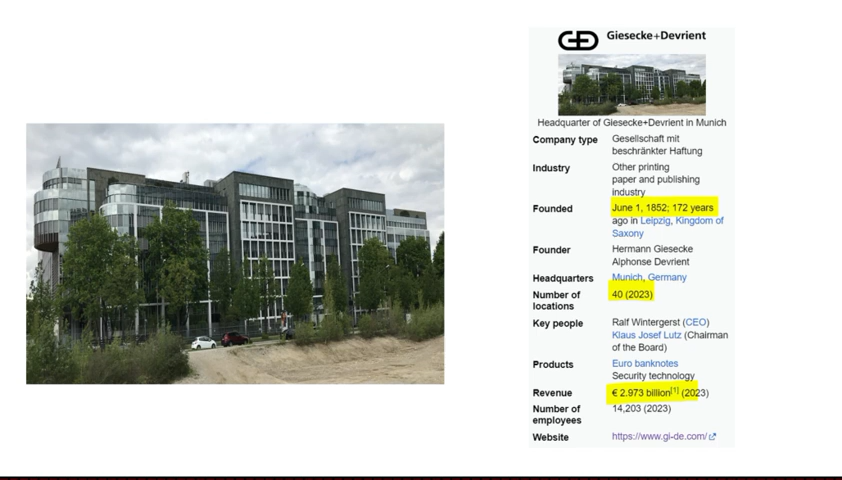 Giesecke+Devrient
Headquarter of Giesecke+Devrient in Munich
Company type Gesellschaft mit
beschränkter Haftung
Industry Other printing
paper and publishing
industry
Founded June 1, 1852; 172 years
ago in Leipzig, Kingdom of
Saxony
Founder Hermann Giesecke
Alphonse Devrient
Headquarters Munich, Germany
Number of 40 (2023)
locations
Key people Ralf Wintergerst (CEO)
Klaus Josef Lutz (Chairman
of the Board)
Products Euro banknotes
Security technology
Revenue € 2.973 billion[1] (2023)
Number of 14,203 (2023)
employees
Website https://www.gi-de.com/